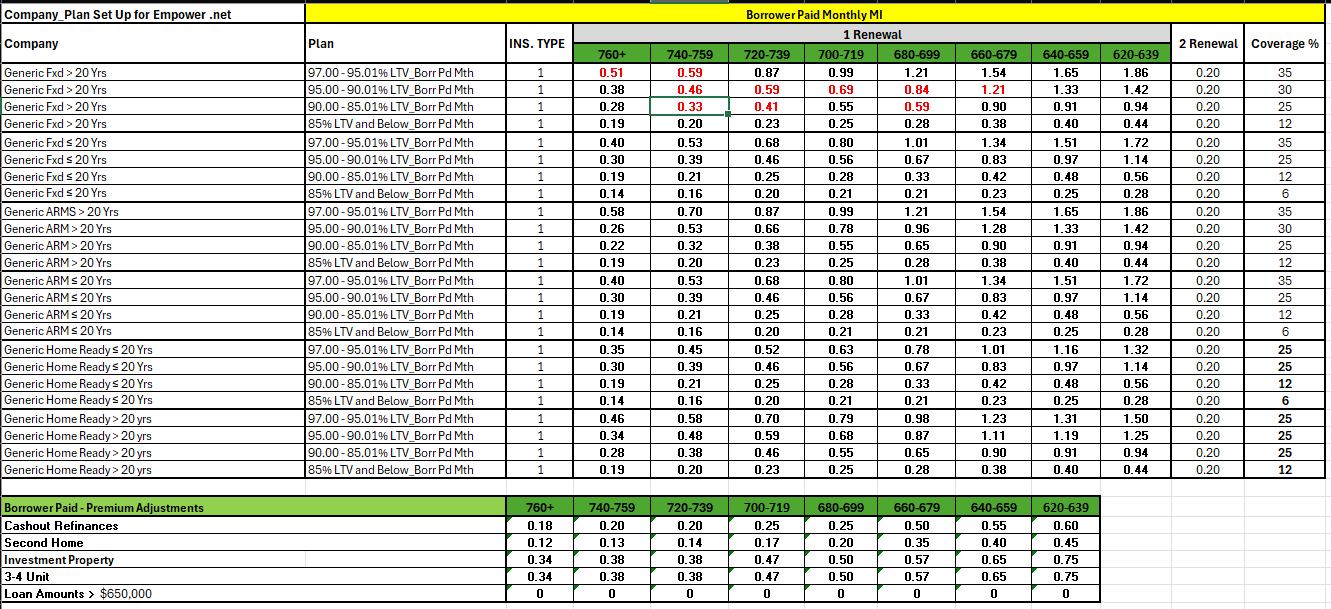 Company_Plan Set Up for Empower .net Borrower Paid Monthly MI
Company Plan INS. TYPE 1 Renewal 2 Renewal Coverage %
760+ 740-759 720-739 700-719 680-699 660-679 640-659 620-639
Generic Fxd > 20 Yrs 97.00 - 95.01% LTV_Borr Pd Mth 1 0.51 0.59 0.87 0.99 1.21 1.54 1.65 1.86 0.20 35
Generic Fxd > 20 Yrs 95.00 - 90.01% LTV_Borr Pd Mth 1 0.38 0.46 0.59 0.69 0.84 1.21 1.33 1.42 0.20 30
Generic Fxd > 20 Yrs 90.00 - 85.01% LTV_Borr Pd Mth 1 0.28 0.33 0.41 0.55 0.59 0.90 0.91 0.94 0.20 25
Generic Fxd > 20 Yrs 85% LTV and Below_Borr Pd Mth 1 0.19 0.20 0.23 0.25 0.28 0.38 0.40 0.44 0.20 12
Generic Fxd ≤ 20 Yrs 97.00 - 95.01% LTV_Borr Pd Mth 1 0.40 0.53 0.68 0.80 1.01 1.34 1.51 1.72 0.20 35
Generic Fxd ≤ 20 Yrs 95.00 - 90.01% LTV_Borr Pd Mth 1 0.30 0.39 0.46 0.56 0.67 0.83 0.97 1.14 0.20 25
Generic Fxd ≤ 20 Yrs 90.00 - 85.01% LTV_Borr Pd Mth 1 0.19 0.21 0.25 0.28 0.33 0.42 0.48 0.56 0.20 12
Generic Fxd ≤ 20 Yrs 85% LTV and Below_Borr Pd Mth 1 0.14 0.16 0.20 0.21 0.21 0.23 0.25 0.28 0.20 6
Generic ARMS > 20 Yrs 97.00 - 95.01% LTV_Borr Pd Mth 1 0.58 0.70 0.87 0.99 1.21 1.54 1.65 1.86 0.20 35
Generic ARM > 20 Yrs 95.00 - 90.01% LTV_Borr Pd Mth 1 0.26 0.53 0.66 0.78 0.96 1.28 1.33 1.42 0.20 30
Generic ARM > 20 Yrs 90.00 - 85.01% LTV_Borr Pd Mth 1 0.22 0.32 0.38 0.55 0.65 0.90 0.91 0.94 0.20 25
Generic ARM > 20 Yrs 85% LTV and Below_Borr Pd Mth 1 0.19 0.20 0.23 0.25 0.28 0.38 0.40 0.44 0.20 12
Generic ARM ≤ 20 Yrs 97.00 - 95.01% LTV_Borr Pd Mth 1 0.40 0.53 0.68 0.80 1.01 1.34 1.51 1.72 0.20 35
Generic ARM ≤ 20 Yrs 95.00 - 90.01% LTV_Borr Pd Mth 1 0.30 0.39 0.46 0.56 0.67 0.83 0.97 1.14 0.20 25
Generic ARM ≤ 20 Yrs 90.00 - 85.01% LTV_Borr Pd Mth 1 0.19 0.21 0.25 0.28 0.33 0.42 0.48 0.56 0.20 12
Generic ARM ≤ 20 Yrs 85% LTV and Below_Borr Pd Mth 1 0.14 0.16 0.20 0.21 0.21 0.23 0.25 0.28 0.20 6
Generic Home Ready ≤ 20 Yrs 97.00 - 95.01% LTV_Borr Pd Mth 1 0.35 0.45 0.52 0.63 0.78 1.01 1.16 1.32 0.20 25
Generic Home Ready ≤ 20 Yrs 95.00 - 90.01% LTV_Borr Pd Mth 1 0.30 0.39 0.46 0.56 0.67 0.83 0.97 1.14 0.20 25
Generic Home Ready ≤ 20 Yrs 90.00 - 85.01% LTV_Borr Pd Mth 1 0.19 0.21 0.25 0.28 0.33 0.42 0.48 0.56 0.20 12
Generic Home Ready ≤ 20 Yrs 85% LTV and Below_Borr Pd Mth 1 0.14 0.16 0.20 0.21 0.21 0.23 0.25 0.28 0.20 6
Generic Home Ready > 20 yrs 97.00 - 95.01% LTV_Borr Pd Mth 1 0.46 0.58 0.70 0.79 0.98 1.23 1.31 1.50 0.20 25
Generic Home Ready > 20 yrs 95.00 - 90.01% LTV_Borr Pd Mth 1 0.34 0.48 0.59 0.68 0.87 1.11 1.19 1.25 0.20 25
Generic Home Ready > 20 yrs 90.00 - 85.01% LTV_Borr Pd Mth 1 0.28 0.38 0.46 0.55 0.65 0.90 0.91 0.94 0.20 25
Generic Home Ready > 20 yrs 85% LTV and Below_Borr Pd Mth 1 0.19 0.20 0.23 0.25 0.28 0.38 0.40 0.44 0.20 12
Borrower Paid - Premium Adjustments 760+ 740-759 720-739 700-719 680-699 660-679 640-659 620-639
Cashout Refinances 0.18 0.20 0.20 0.25 0.25 0.50 0.55 0.60
Second Home 0.12 0.13 0.14 0.17 0.20 0.35 0.40 0.45
Investment Property 0.34 0.38 0.38 0.47 0.50 0.57 0.65 0.75
3-4 Unit 0.34 0.38 0.38 0.47 0.50 0.57 0.65 0.75
Loan Amounts > $650,000 0 0 0 0 0 0 0 0